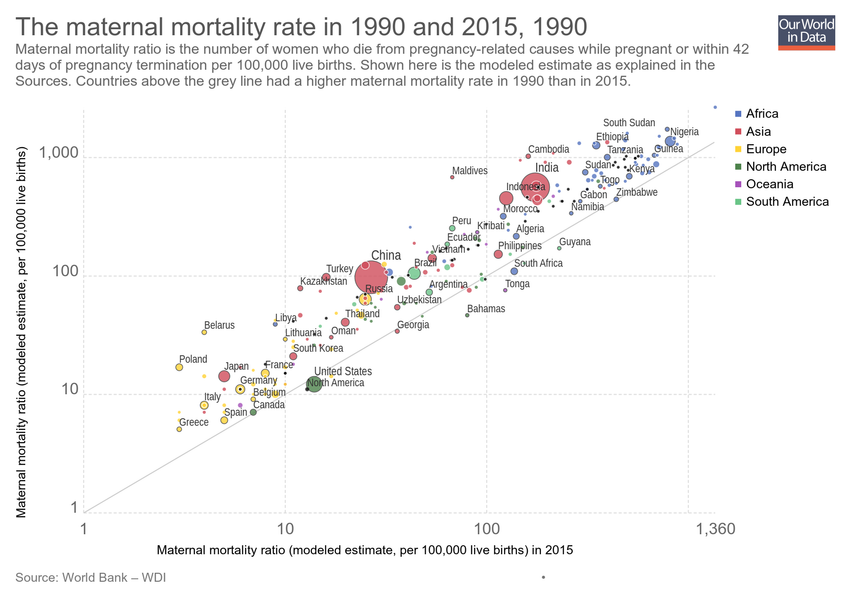 The maternal mortality rate in 1990 and 2015, 1990
Our World
in Data
Maternal mortality ratio is the number of women who die from pregnancy-related causes while pregnant or within 42
days of pregnancy termination per 100,000 live births. Shown here is the modeled estimate as explained in the
Sources. Countries above the grey line had a higher maternal mortality rate in 1990 than in 2015.
Africa
Asia
Europe
North America
Oceania
South America
Maternal mortality ratio (modeled estimate, per 100,000 live births)
1,000
100
10
1
South Sudan
Nigeria
Ethiopia
Cambodia
Tanzania
Guinea
India
Maldives
Sudan
Kenya
Togo
Indonesia
Zimbabwe
Gabon
Namibia
Morocco
Peru
Kiribati
Algeria
Ecuador
Guyana
Vietnam
Philippines
China
Brazil
South Africa
Turkey
Kazakhstan
Russia
Argentina
Tonga
Uzbekistan
Bahamas
Thailand
Libya
Georgia
Belarus
Lithuania
Oman
South Korea
Poland
Japan
France
United States
Germany
North America
Belgium
Italy
Canada
Spain
Greece
1
10
100
1,360
Maternal mortality ratio (modeled estimate, per 100,000 live births) in 2015
Source: World Bank – WDI